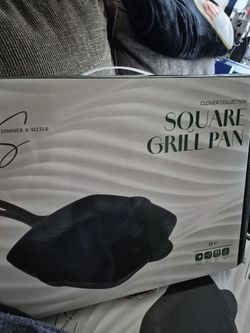 CLOVER COLLECTION
SQUARE
GRILL PAN
S
SIMMER & SIZZLE